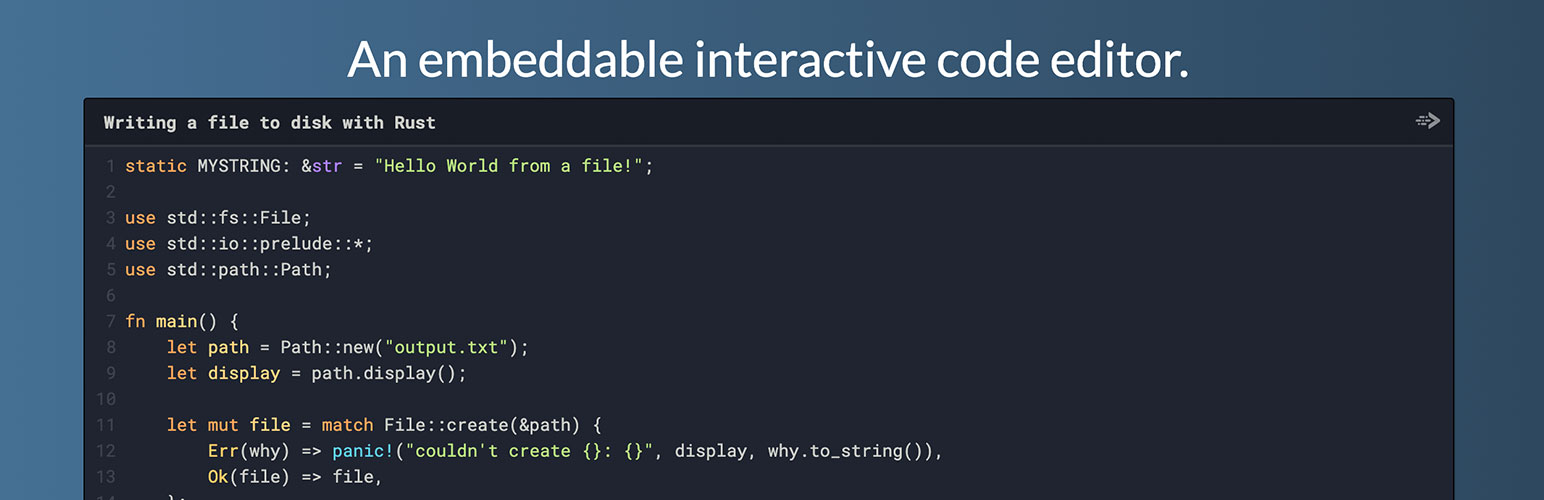 An embeddable interactive code editor.
Writing a file to disk with Rust
1 static MYSTRING: &str = "Hello World from a file!";
2
3 use std::fs::File;
4 use std::io::prelude::*;
5 use std::path::Path;
6
7 fn main() {
8     let path = Path::new("output.txt");
9     let display = path.display();
10
11     let mut file = match File::create(&path) {
12         Err(why) => panic!("couldn't create {}: {}", display, why.to_string()),
13         Ok(file) => file,